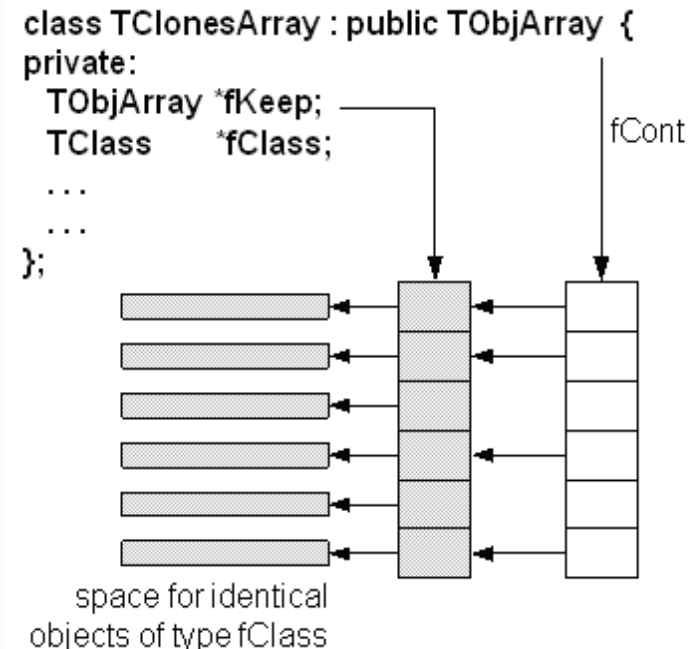 class TClonesArray : public TObjArray {
private:
TObjArray *fKeep;
TClass *fClass;
. . .
. . .
};
fCont
space for identical
objects of type fClass